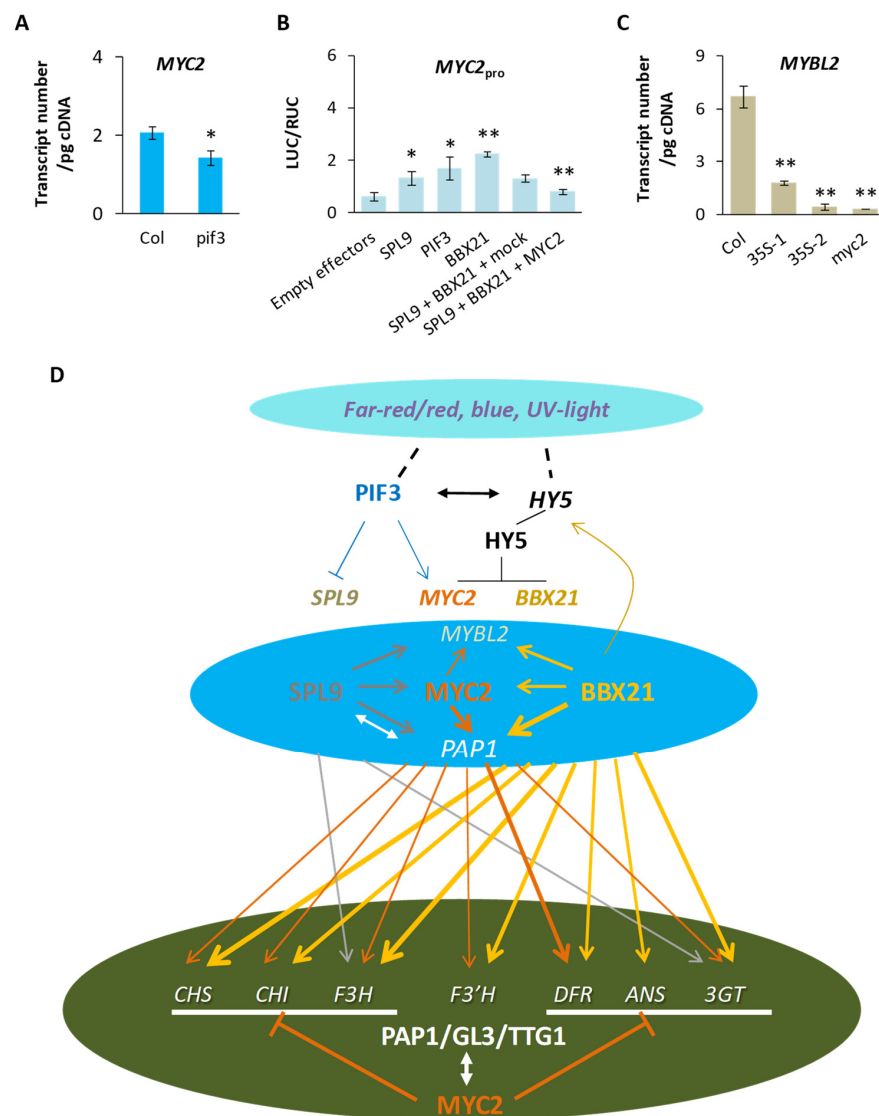 A
MYC2
Transcript number
/pg cDNA
4
2
0
*
Col
pif3
B
MYC2pro
LUC/RUC
6
4
2
0
* * ** **
Empty effectors
SPL9
PIF3
BBX21
SPL9 + BBX21 + mock
SPL9 + BBX21 + MYC2
C
MYBL2
Transcript number
/pg cDNA
9
6
3
0
** ** **
Col
35S-1
35S-2
myc2
D
Far-red/red, blue, UV-light
PIF3
HY5
HY5
SPL9 MYC2 BBX21
MYBL2
SPL9 MYC2 BBX21
PAP1
CHS CHI F3H F3’H DFR ANS 3GT
PAP1/GL3/TTG1
MYC2